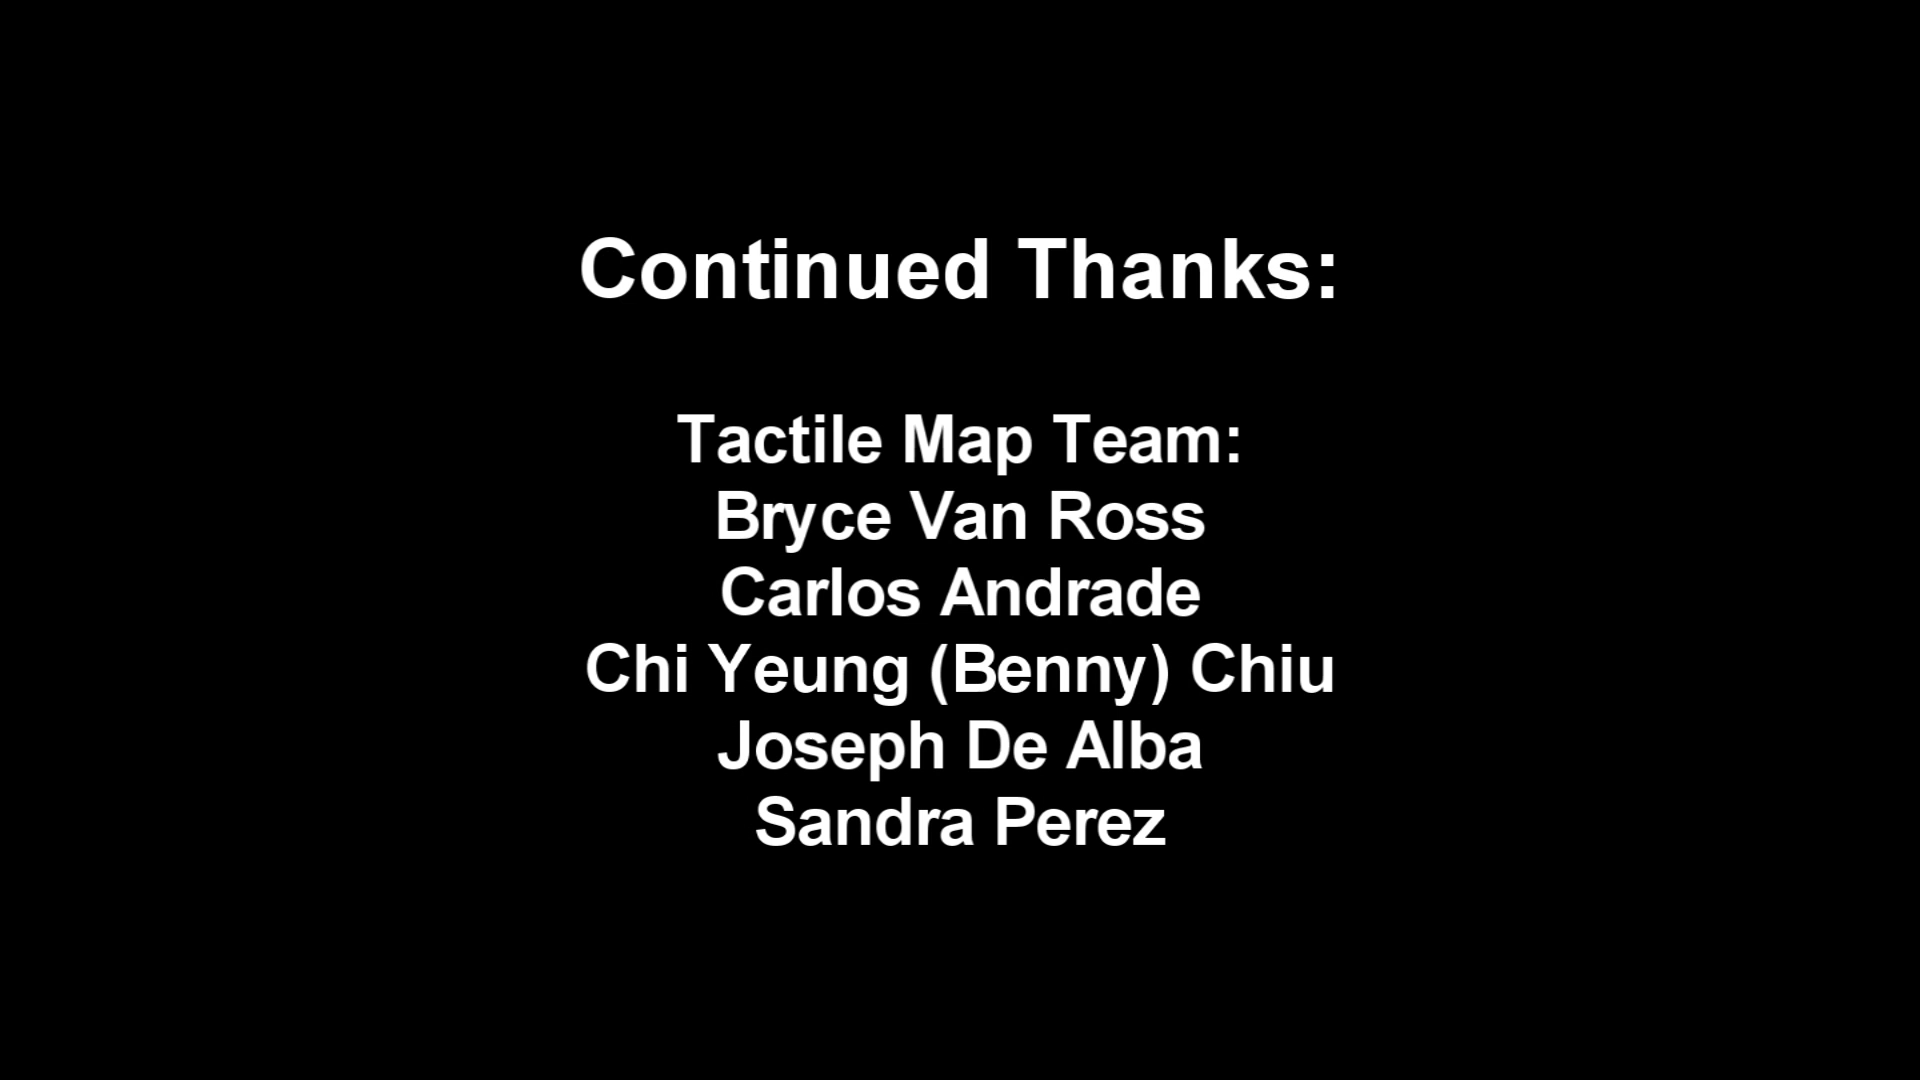 Continued Thanks:
Tactile Map Team:
Bryce Van Ross
Carlos Andrade
Chi Yeung (Benny) Chiu
Joseph De Alba
Sandra Perez